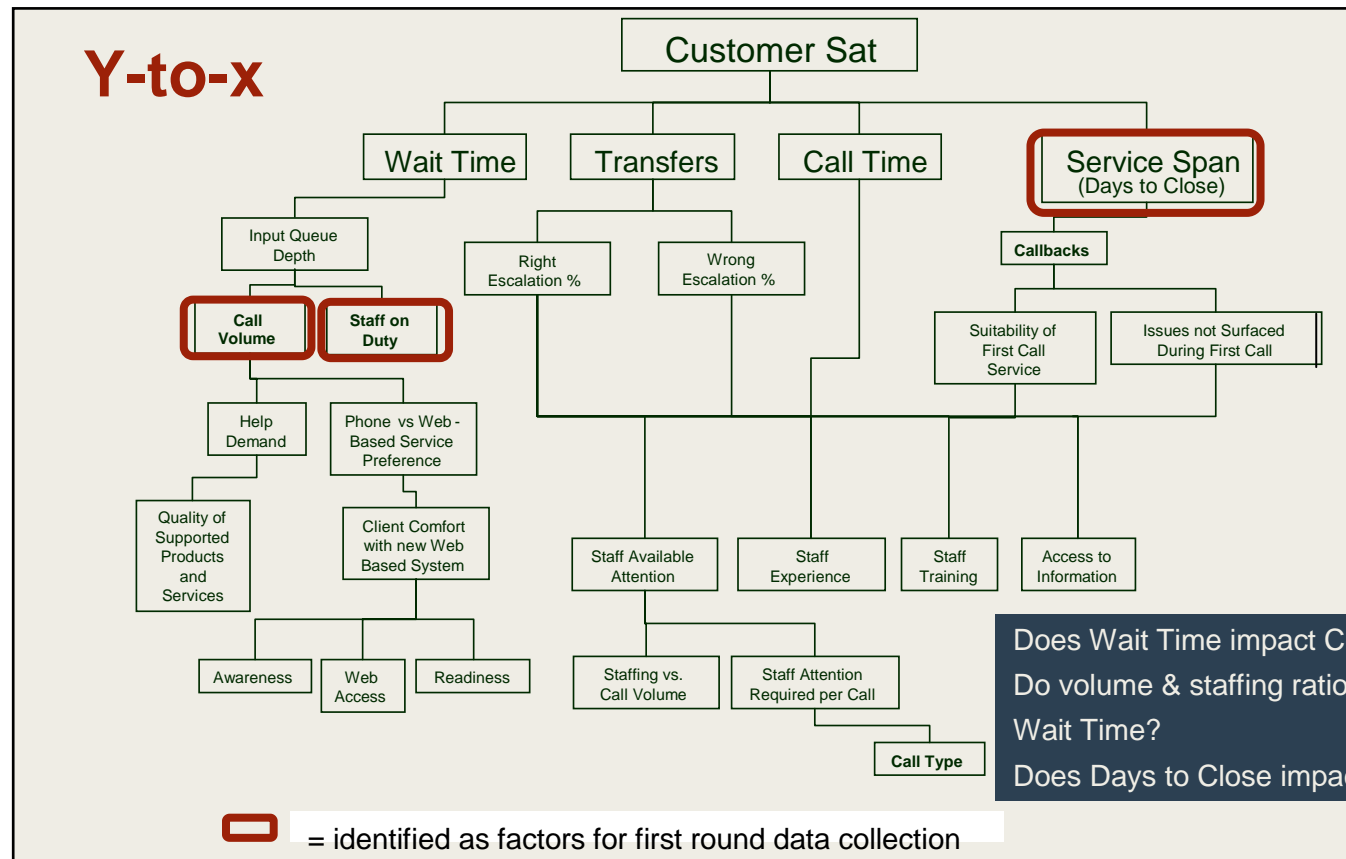 Y-to-x
Customer Sat
Wait Time
Transfers
Call Time
Service Span
(Days to Close)
Input Queue
Depth
Right
Escalation %
Wrong
Escalation %
Callbacks
Call
Volume
Staff on
Duty
Suitability of
First Call
Service
Issues not Surfaced
During First Call
Help
Demand
Phone vs Web -
Based Service
Preference
Quality of
Supported
Products
and
Services
Client Comfort
with new Web
Based System
Staff Available
Attention
Staff
Experience
Staff
Training
Access to
Information
Awareness
Web
Access
Readiness
Staffing vs.
Call Volume
Staff Attention
Required per Call
Call Type
Does Wait Time impact C
Do volume & staffing ratio
Wait Time?
Does Days to Close impa
= identified as factors for first round data collection